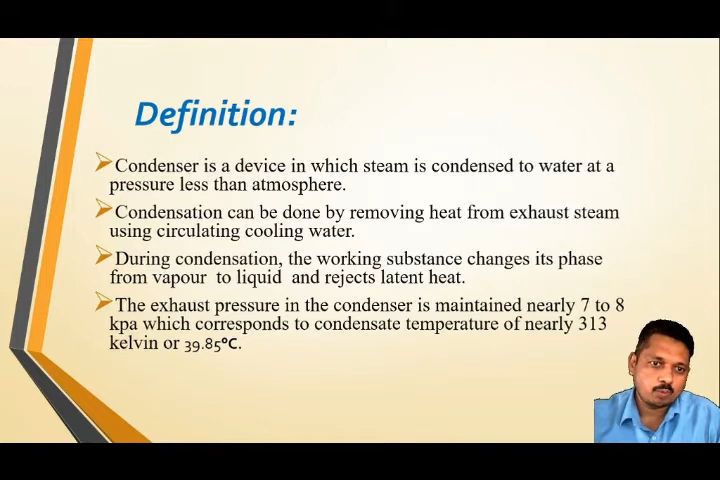 Definition:
Condenser is a device in which steam is condensed to water at a
pressure less than atmosphere.
Condensation can be done by removing heat from exhaust steam
using circulating cooling water.
During condensation, the working substance changes its phase
from vapour to liquid and rejects latent heat.
The exhaust pressure in the condenser is maintained nearly 7 to 8
kpa which corresponds to condensate temperature of nearly 313
kelvin or 39.85°C.